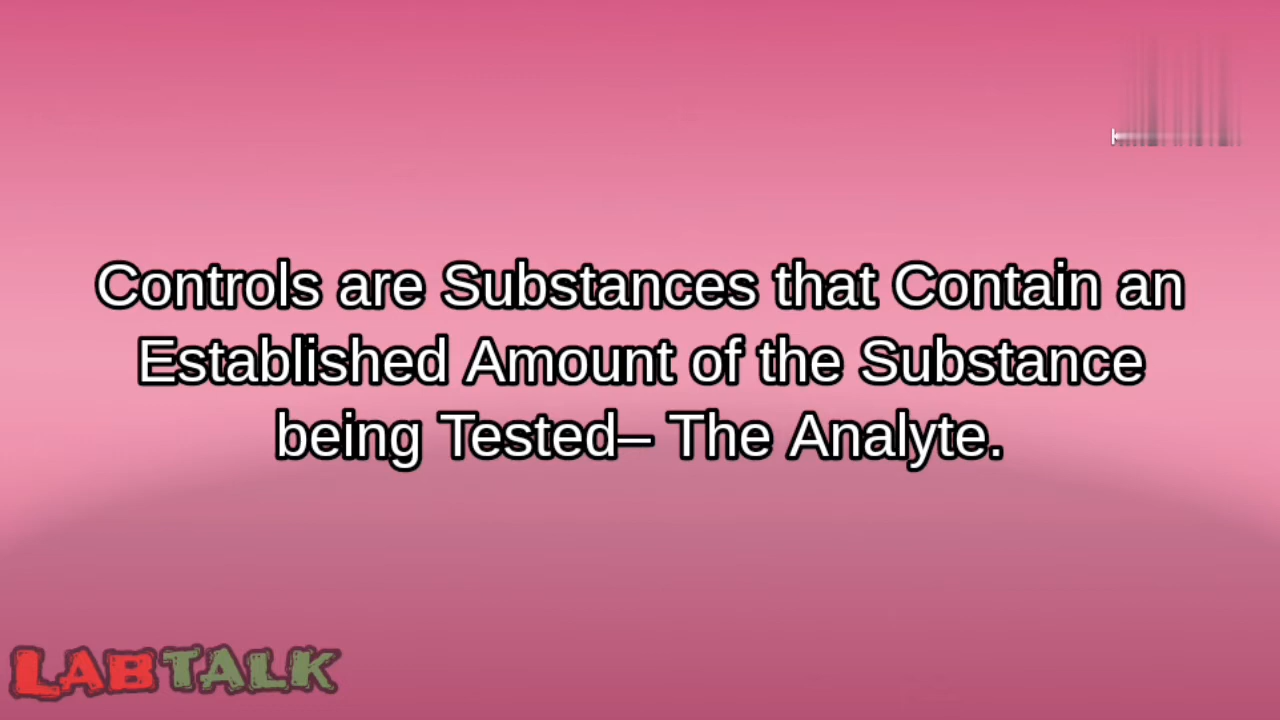 Controls are Substances that Contain an
Established Amount of the Substance
being Tested– The Analyte.
LABTALK